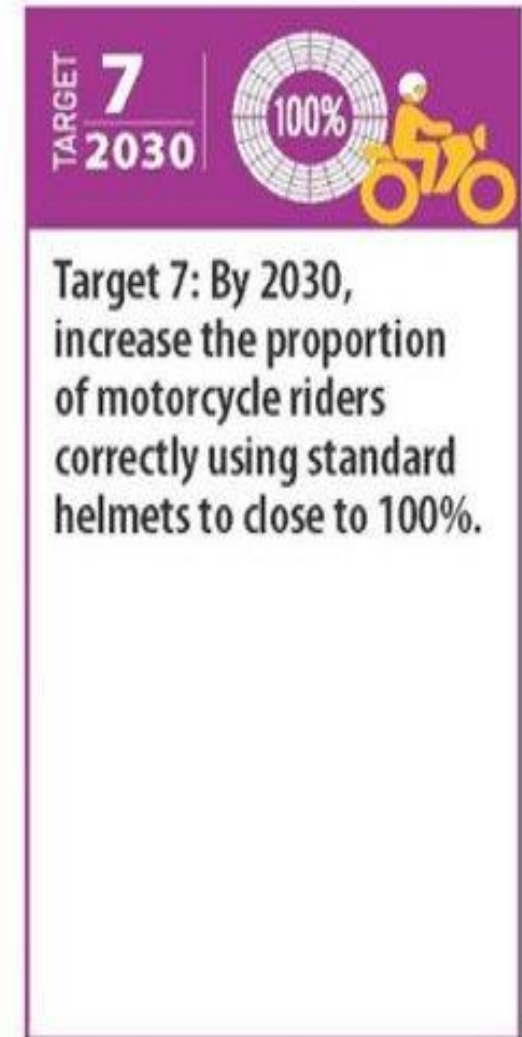 TARGET
7
2030
100%
Target 7: By 2030,
increase the proportion
of motorcycle riders
correctly using standard
helmets to close to 100%.